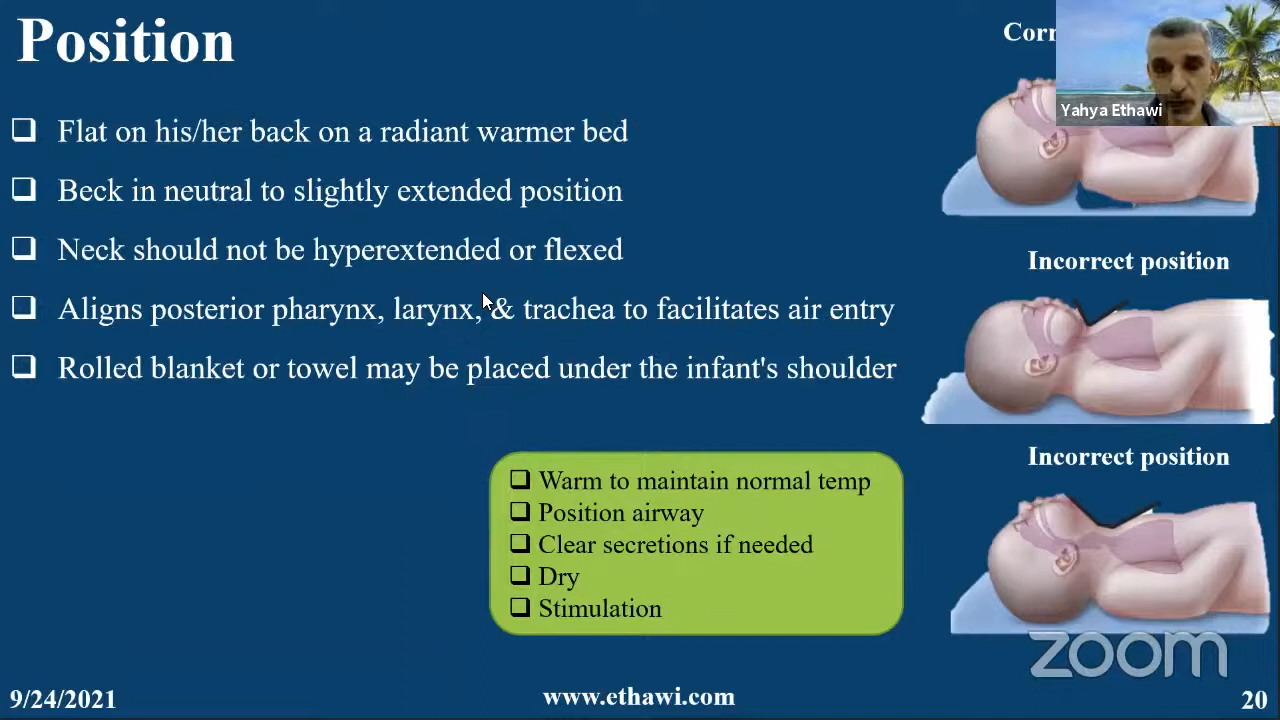 Position
Corr
Yahya Ethawi
❑ Flat on his/her back on a radiant warmer bed
❑ Beck in neutral to slightly extended position
❑ Neck should not be hyperextended or flexed
❑ Aligns posterior pharynx, larynx, & trachea to facilitates air entry
❑ Rolled blanket or towel may be placed under the infant's shoulder
Incorrect position
Incorrect position
❑ Warm to maintain normal temp
❑ Position airway
❑ Clear secretions if needed
❑ Dry
❑ Stimulation
zoom
9/24/2021
www.ethawi.com
20